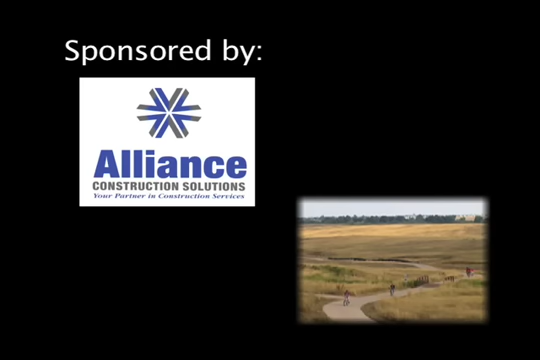 Sponsored by:
Alliance
CONSTRUCTION SOLUTIONS
Your Partner in Construction Services